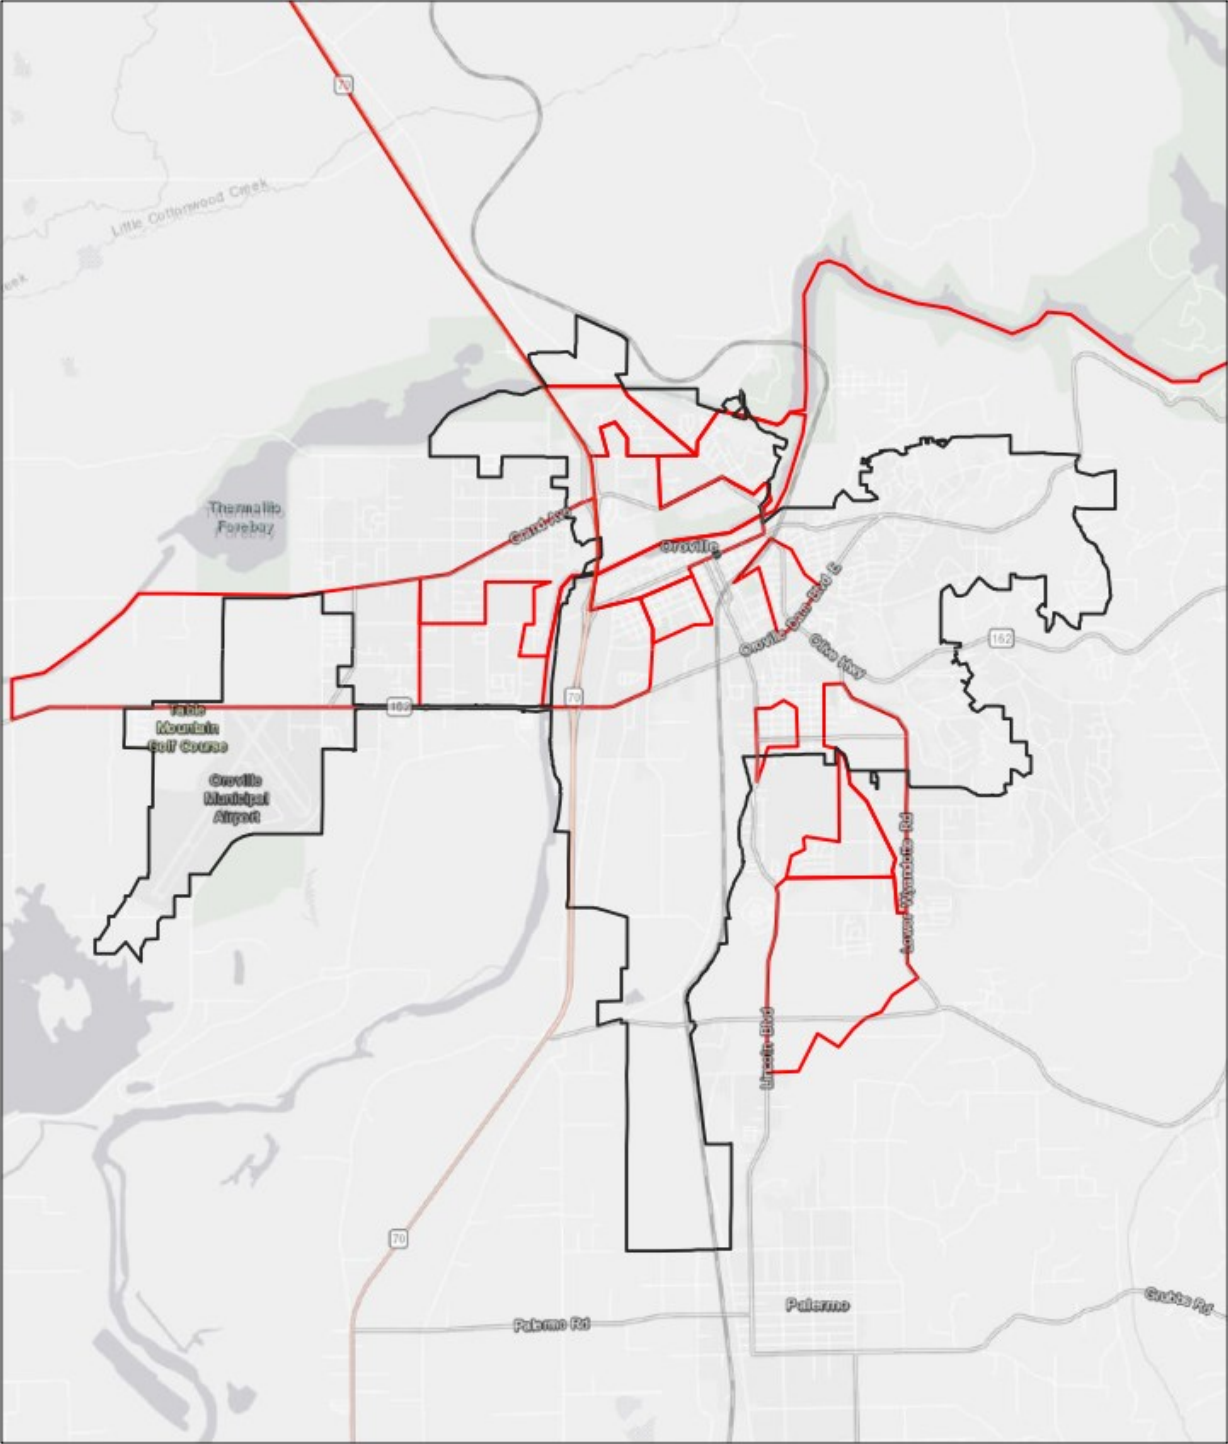 70
Little Cottonwood Creek
eek
Thermalito
Forebay
Grand Ave
Oroville
Oroville Dam Blvd E
Olive Hwy
162
70
162
Table
Mountain
Golf Course
Oroville
Municipal
Airport
Lower Wyandotte Rd
Lincoln Blvd
70
Palermo
Palermo Rd
Grubbs Rd